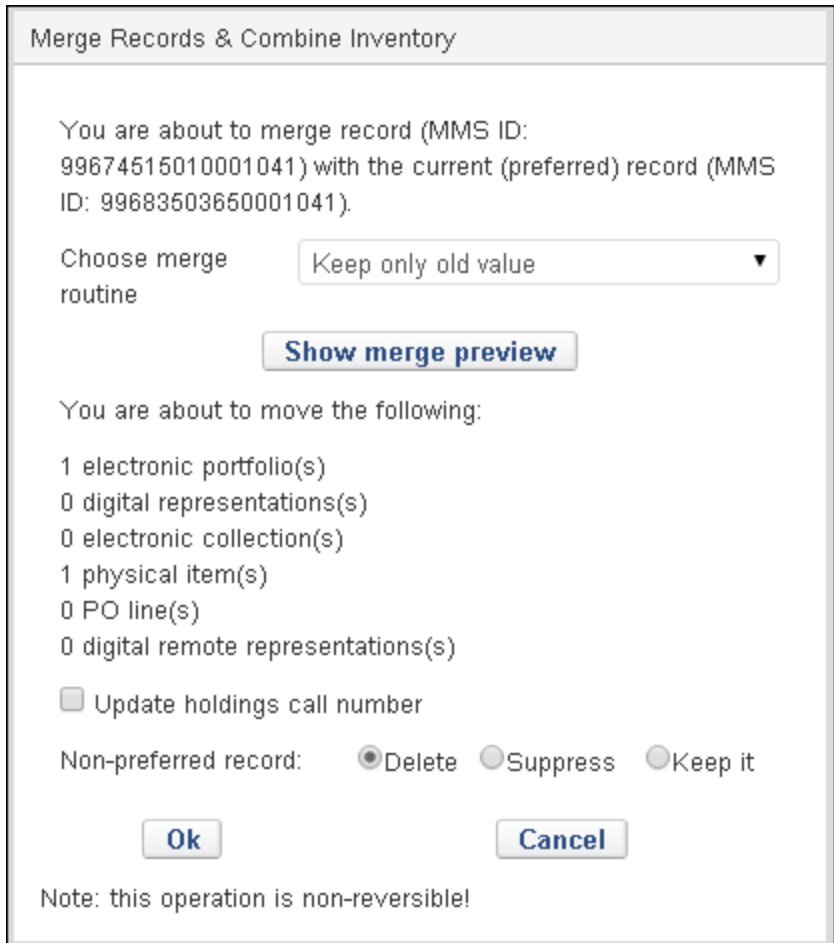 Merge Records & Combine Inventory
You are about to merge record (MMS ID:
99674515010001041) with the current (preferred) record (MMS
ID: 99683503650001041).
Choose merge
routine
Keep only old value
Show merge preview
You are about to move the following:
1 electronic portfolio(s)
0 digital representations(s)
0 electronic collection(s)
1 physical item(s)
0 PO line(s)
0 digital remote representations(s)
Update holdings call number
Non-preferred record: Delete Suppress Keep it
Ok Cancel
Note: this operation is non-reversible!